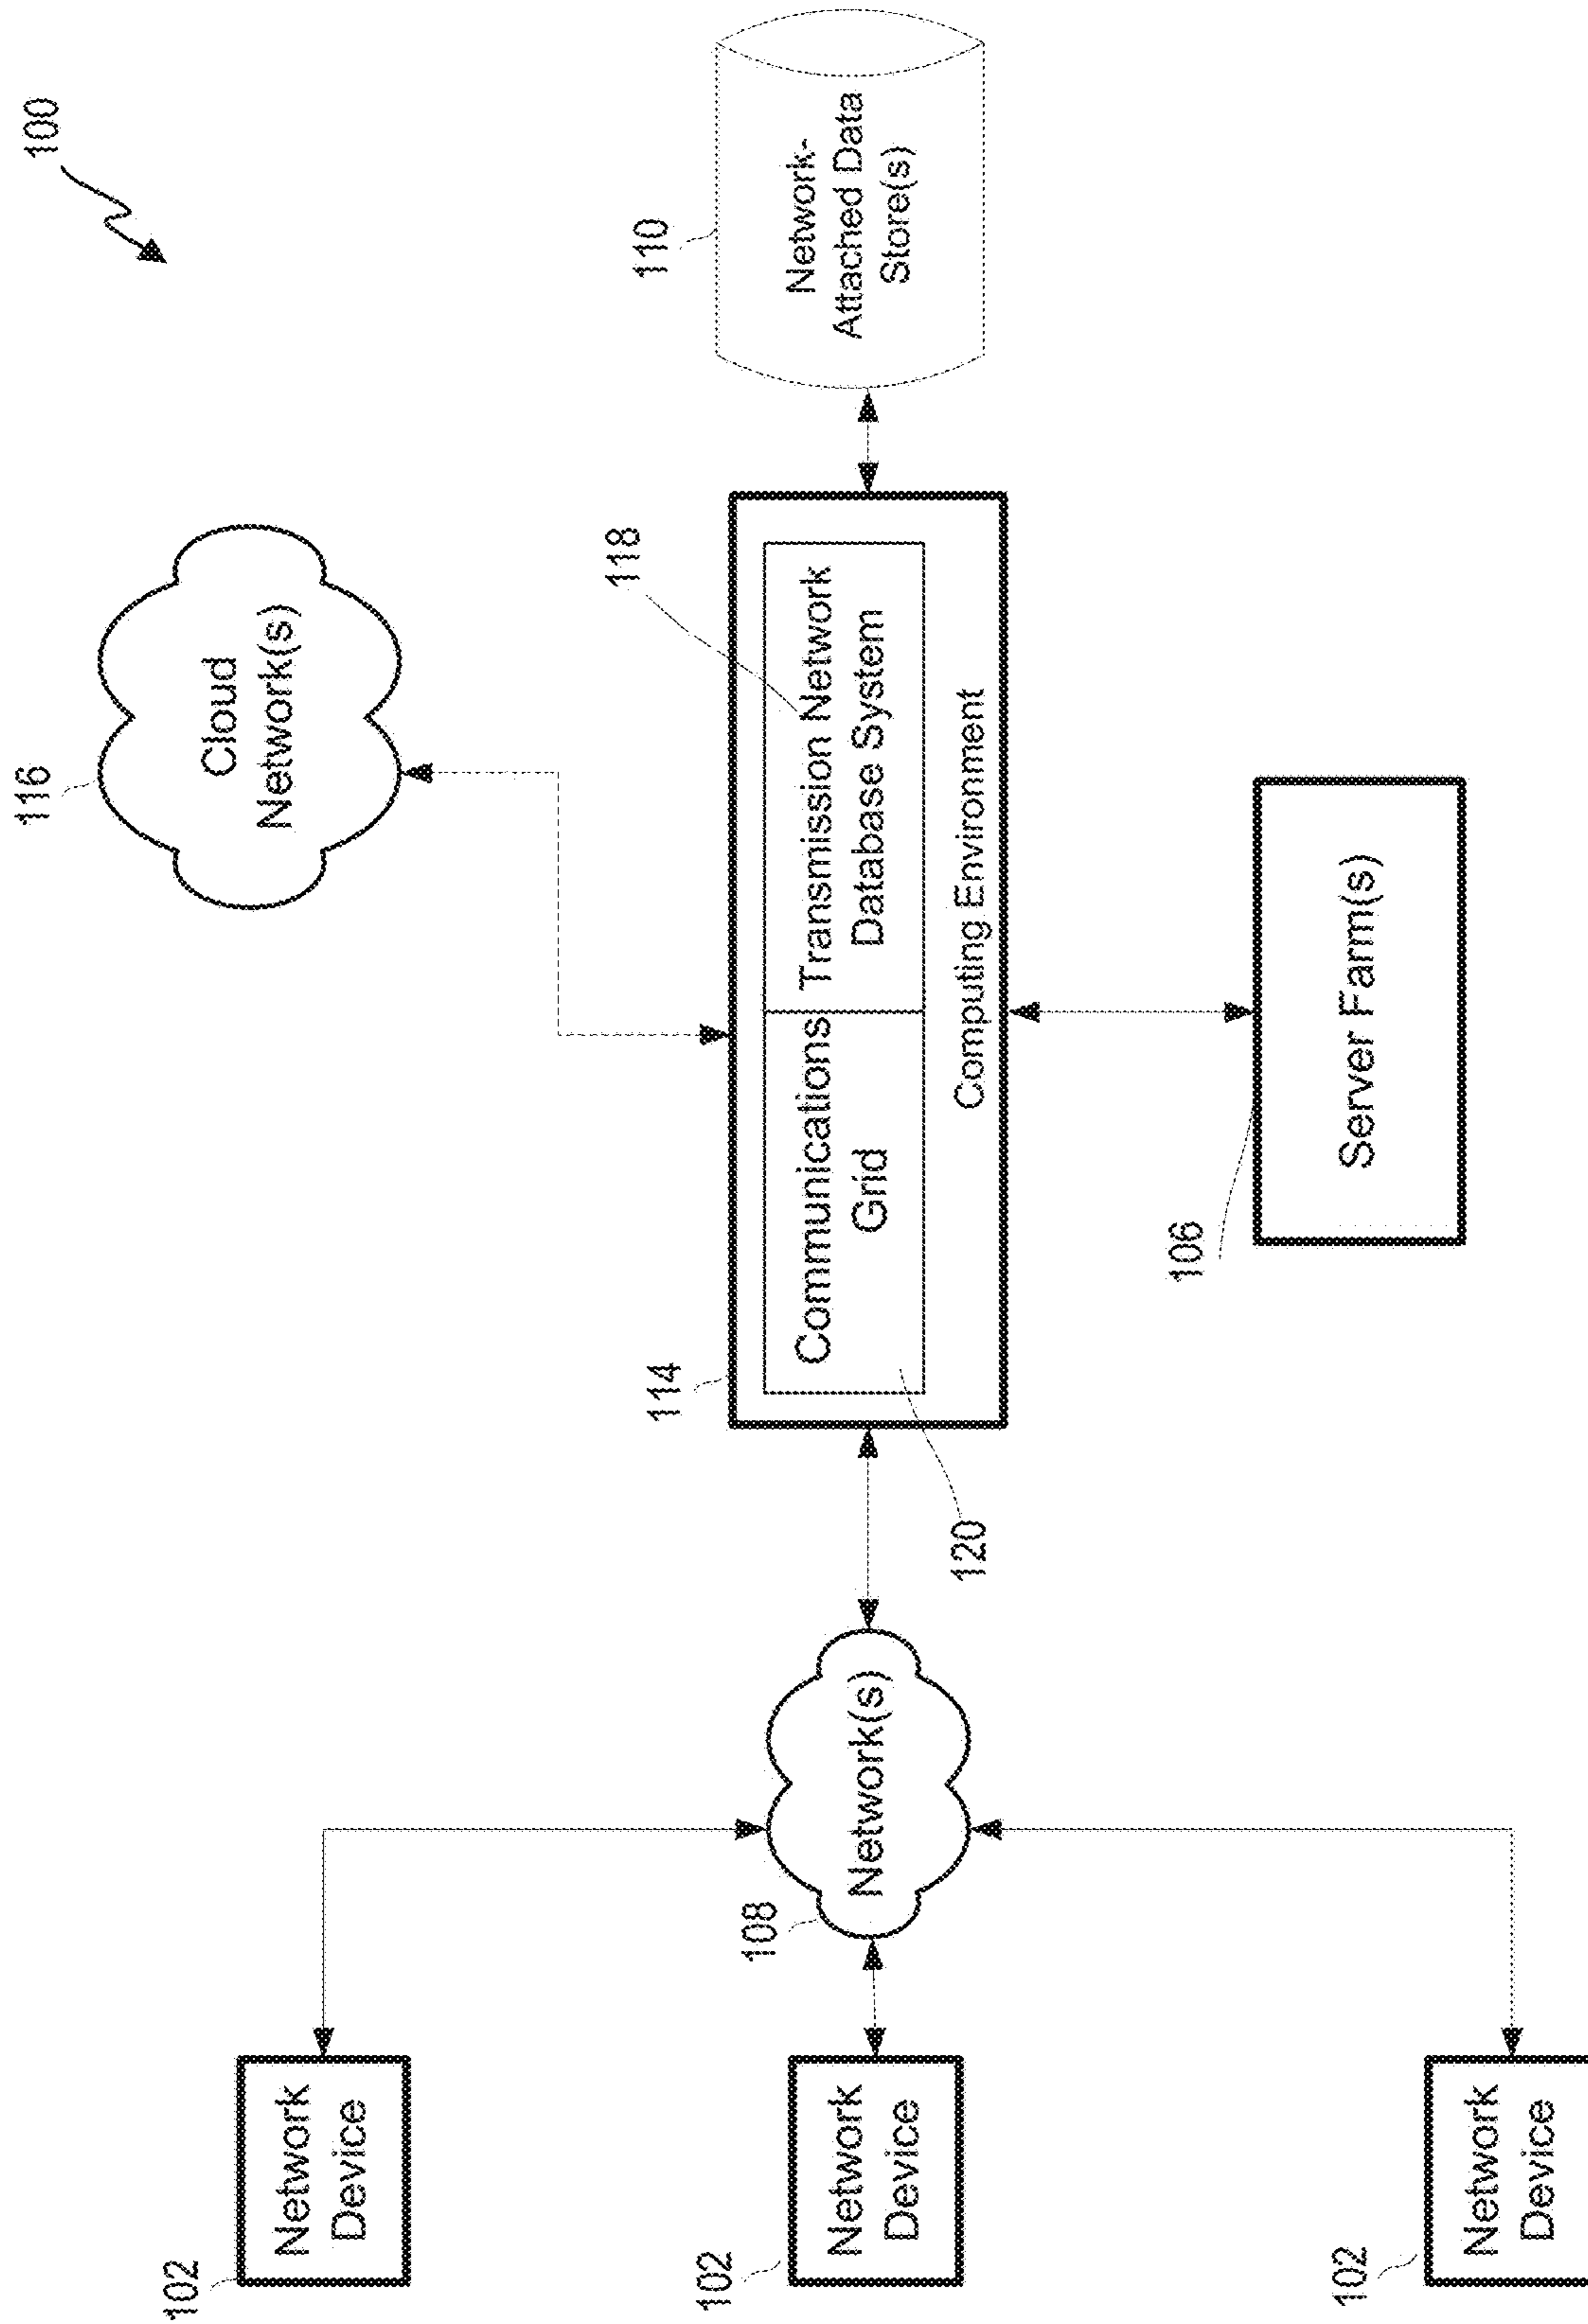 100
116
Cloud
Network(s)
110
Network-
Attached Data
Store(s)
118
114
Communications
Grid
Transmission Network
Database System
Computing Environment
120
106
Server Farm(s)
108
Network(s)
102
Network
Device
102
Network
Device
102
Network
Device